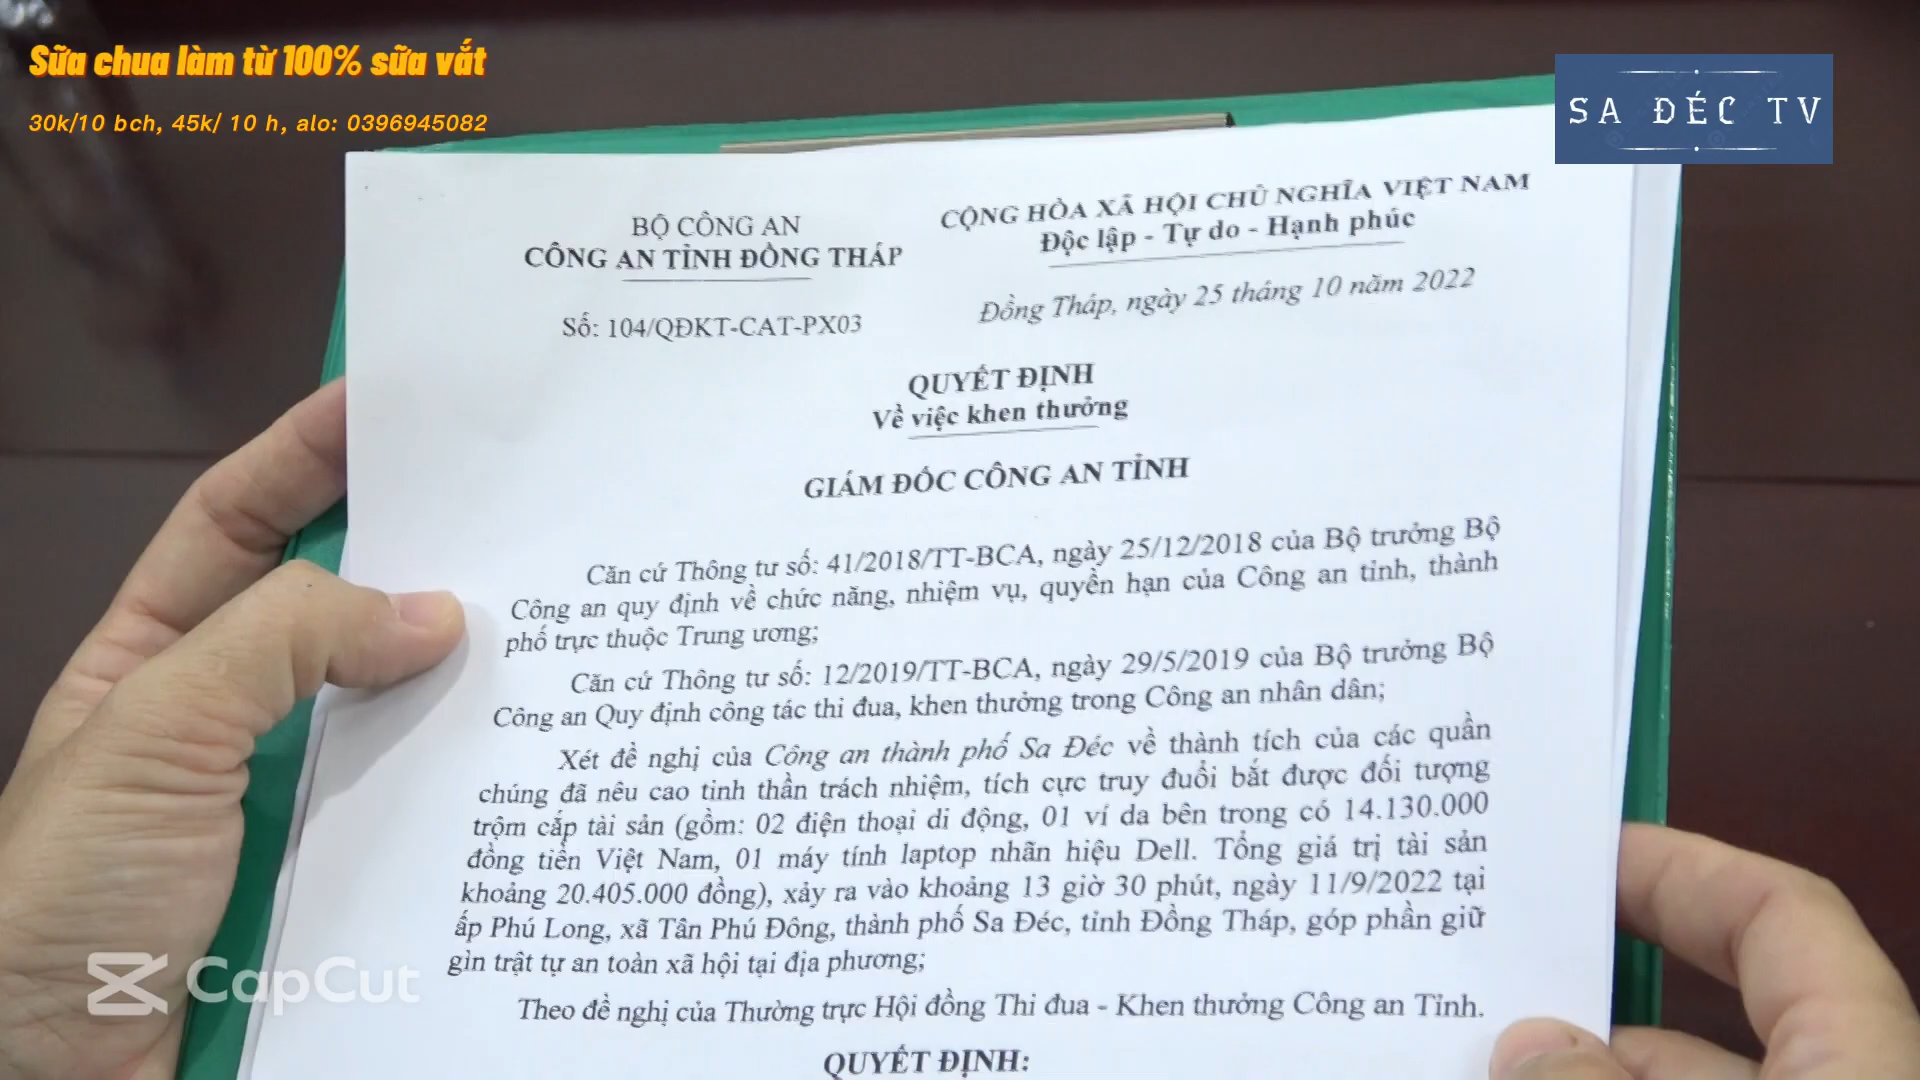 Sữa chua làm từ 100% sữa vắt
30k/10 bch, 45k/ 10 h, alo: 0396945082
SA ĐÉC TV
BỘ CÔNG AN
CÔNG AN TỈNH ĐỒNG THÁP
Số: 104/QĐKT-CAT-PX03
CỘNG HÒA XÃ HỘI CHỦ NGHĨA VIỆT NAM
Độc lập - Tự do - Hạnh phúc
Đồng Tháp, ngày 25 tháng 10 năm 2022
QUYẾT ĐỊNH
Về việc khen thưởng
GIÁM ĐỐC CÔNG AN TỈNH
Căn cứ Thông tư số: 41/2018/TT-BCA, ngày 25/12/2018 của Bộ trưởng Bộ
Công an quy định về chức năng, nhiệm vụ, quyền hạn của Công an tỉnh, thành
phố trực thuộc Trung ương;
Căn cứ Thông tư số: 12/2019/TT-BCA, ngày 29/5/2019 của Bộ trưởng Bộ
Công an Quy định công tác thi đua, khen thưởng trong Công an nhân dân;
Xét đề nghị của Công an thành phố Sa Đéc về thành tích của các quần
chúng đã nêu cao tinh thần trách nhiệm, tích cực truy đuổi bắt được đối tượng
trộm cắp tài sản (gồm: 02 điện thoại di động, 01 ví da bên trong có 14.130.000
đồng tiền Việt Nam, 01 máy tính laptop nhãn hiệu Dell. Tổng giá trị tài sản
khoảng 20.405.000 đồng), xảy ra vào khoảng 13 giờ 30 phút, ngày 11/9/2022 tại
ấp Phú Long, xã Tân Phú Đông, thành phố Sa Đéc, tỉnh Đồng Tháp, góp phần giữ
gìn trật tự an toàn xã hội tại địa phương;
Theo đề nghị của Thường trực Hội đồng Thi đua - Khen thưởng Công an Tỉnh.
QUYẾT ĐỊNH:
CapCut